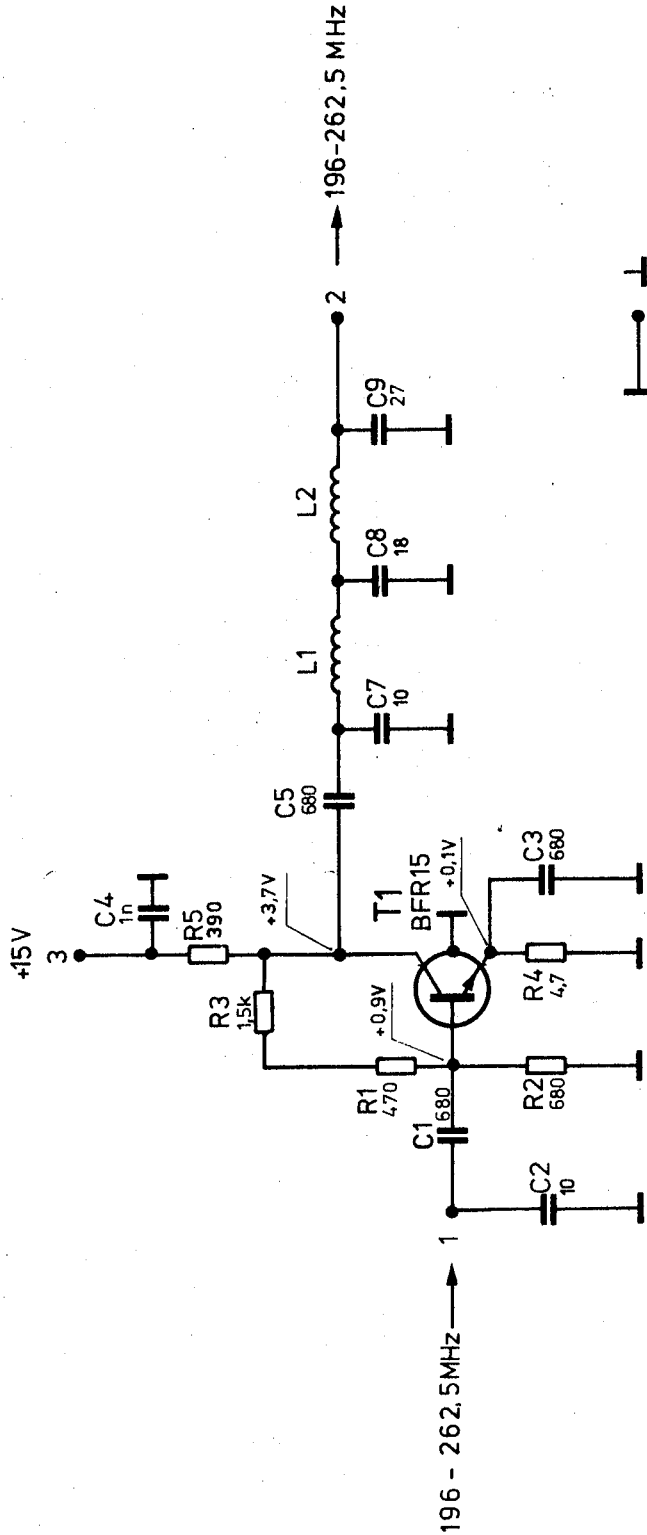 +15V
3
C4
1n
R5
390
R3
1,5k
+3,7V
C5
680
L1
L2
C7
10
C8
18
C9
27
2
196-262,5 MHz
T1
BFR15
+0,1V
+0,9V
R1
470
C1
680
R2
680
R4
4,7
C3
680
C2
10
1
196 - 262,5MHz